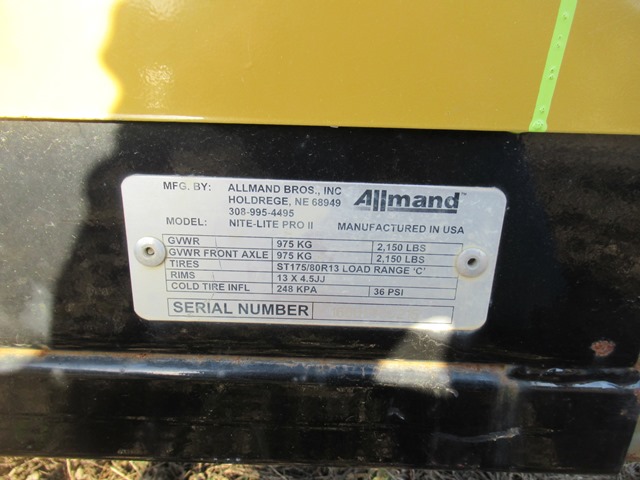 MFG. BY: ALLMAND BROS., INC
HOLDREGE, NE 68949
308-995-4495
Allmand™
MODEL: NITE-LITE PRO II MANUFACTURED IN USA
GVWR 975 KG 2,150 LBS
GVWR FRONT AXLE 975 KG 2,150 LBS
TIRES ST175/80R13 LOAD RANGE 'C'
RIMS 13 X 4.5JJ
COLD TIRE INFL 248 KPA 36 PSI
SERIAL NUMBER